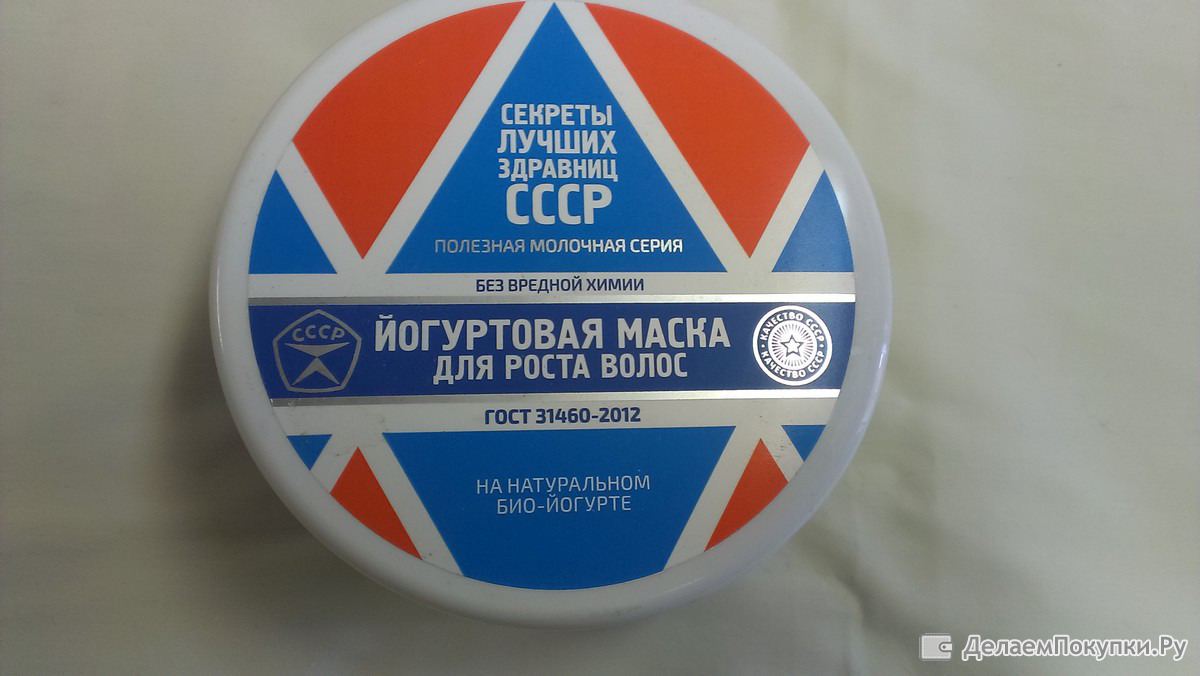 СЕКРЕТЫ
ЛУЧШИХ
ЗДРАВНИЦ
СССР
ПОЛЕЗНАЯ МОЛОЧНАЯ СЕРИЯ
БЕЗ ВРЕДНОЙ ХИМИИ
СССР
ЙОГУРТОВАЯ МАСКА
ДЛЯ РОСТА ВОЛОС
КАЧЕСТВО СССР
КАЧЕСТВО СССР
ГОСТ 31460-2012
НА НАТУРАЛЬНОМ
БИО-ЙОГУРТЕ
ДелаемПокупки.Ру